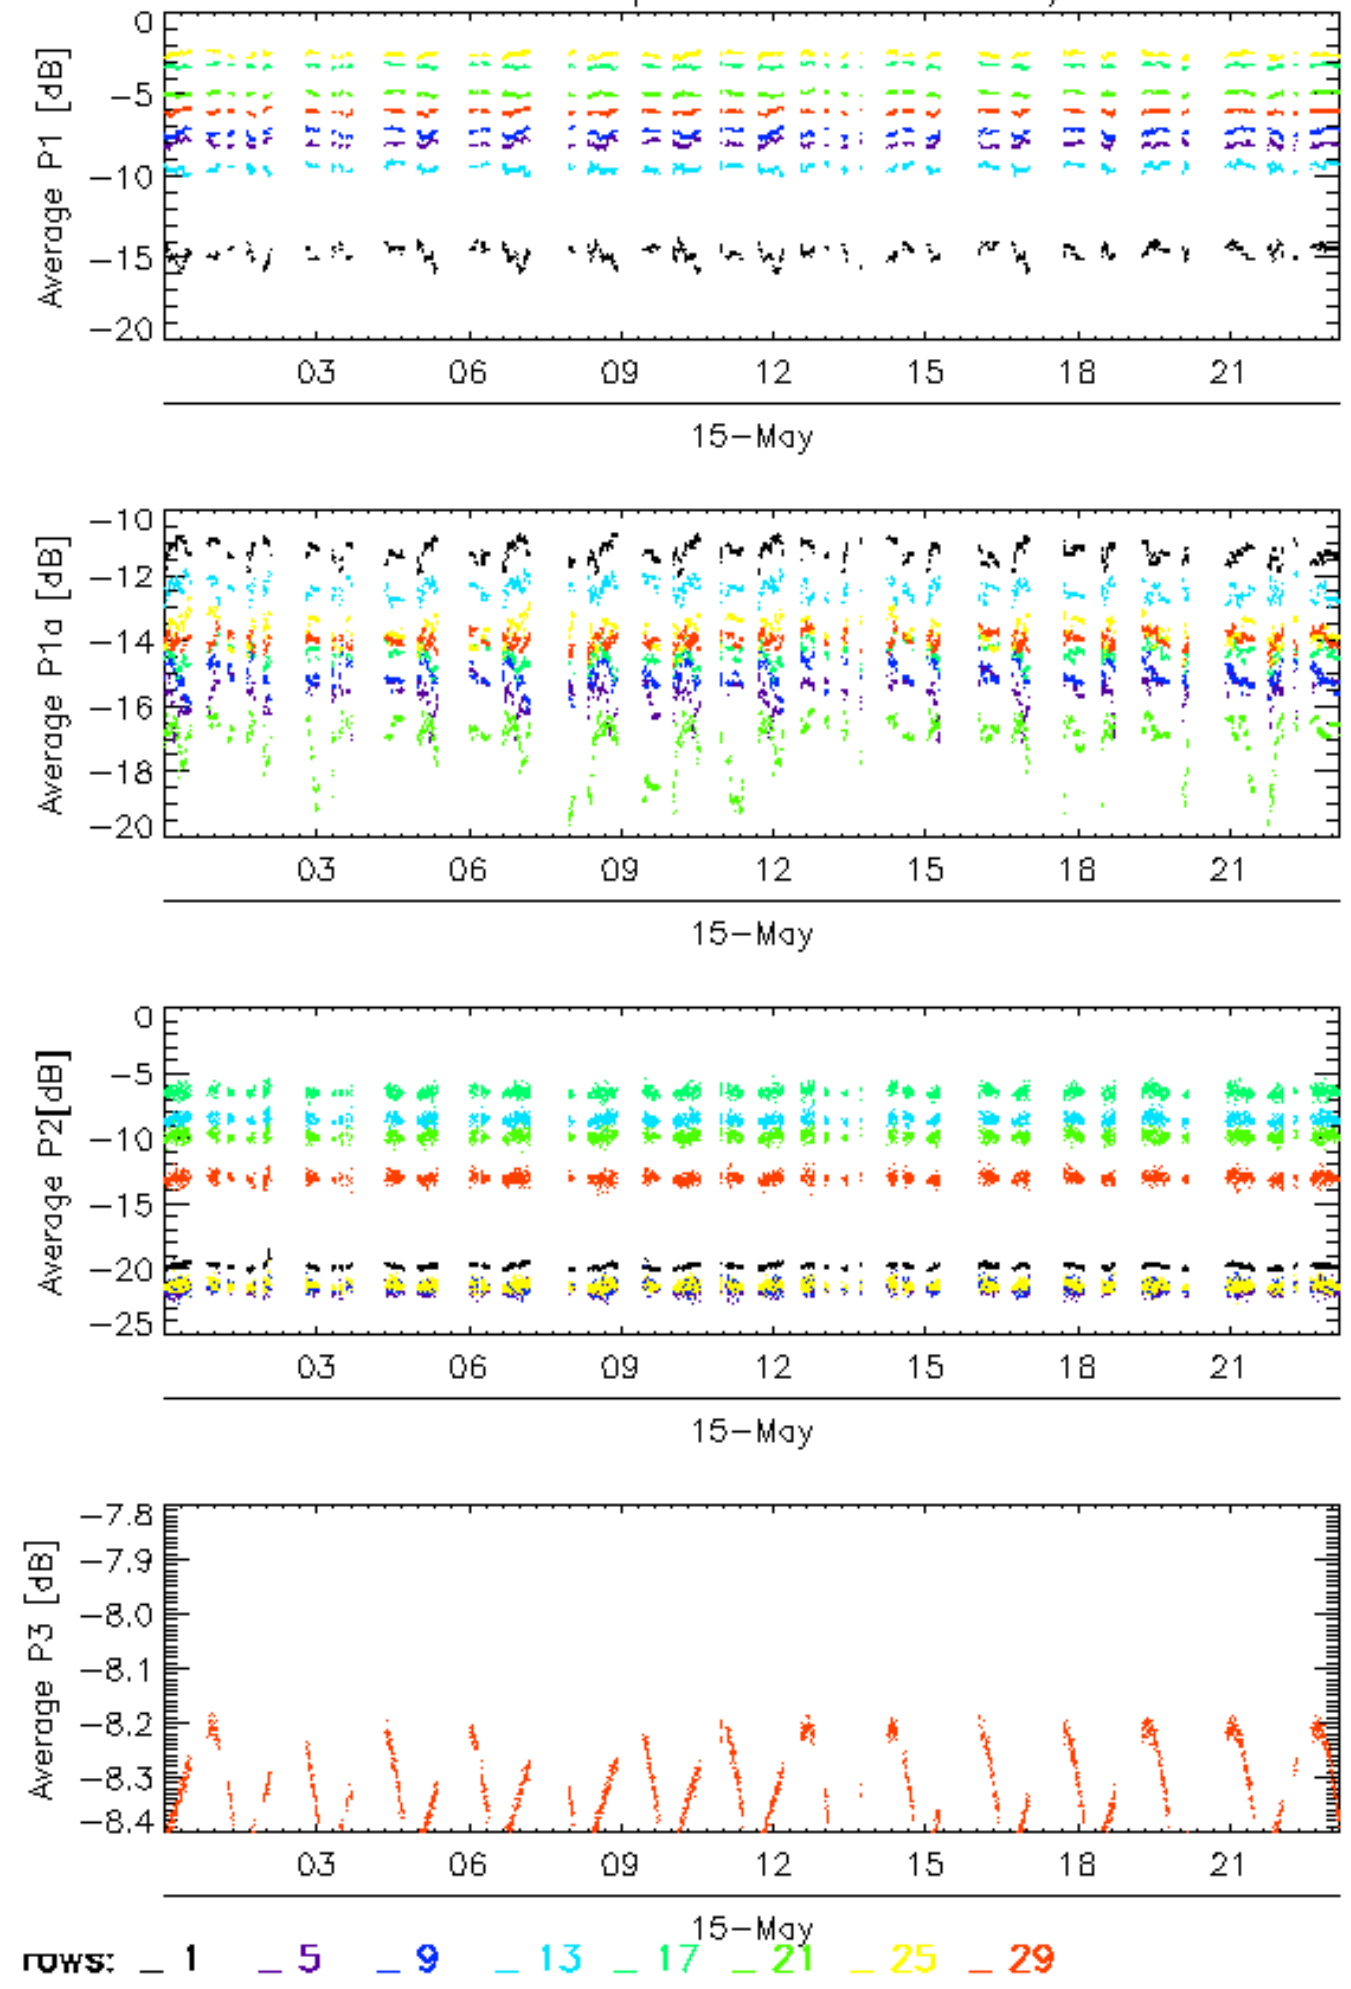 0
−5
−10
−15
−20
Average P1 [dB]
03 06 09 12 15 18 21
15−May
−10
−12
−14
−16
−18
−20
Average P1a [dB]
03 06 09 12 15 18 21
15−May
0
−5
−10
−15
−20
−25
Average P2[dB]
03 06 09 12 15 18 21
15−May
−7.8
−7.9
−8.0
−8.1
−8.2
−8.3
−8.4
Average P3 [dB]
03 06 09 12 15 18 21
15−May
rows: _ 1 _ 5 _ 9 _ 13 _ 17 _ 21 _ 25 _ 29